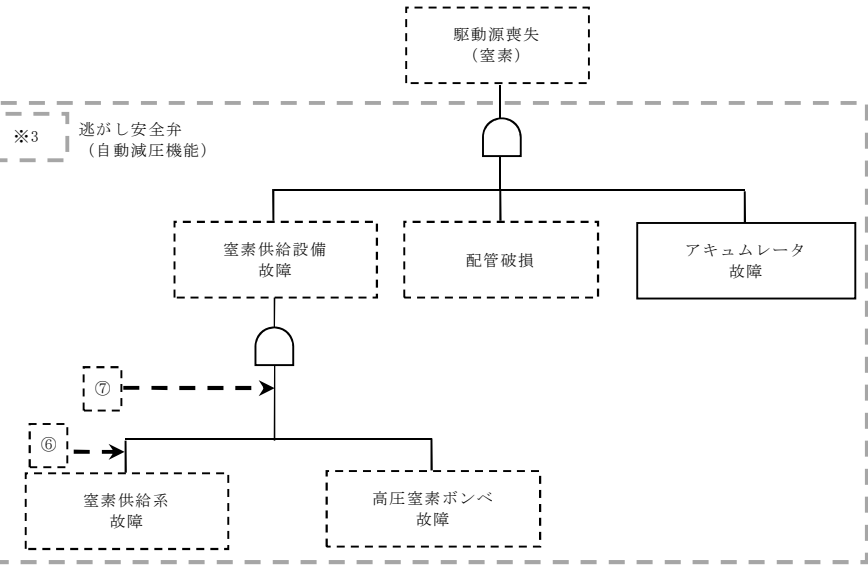 駆動源喪失
（窒素）
※3
逃がし安全弁
（自動減圧機能）
窒素供給設備
故障
配管破損
アキュムレータ
故障
⑦
⑥
窒素供給系
故障
高圧窒素ボンベ
故障